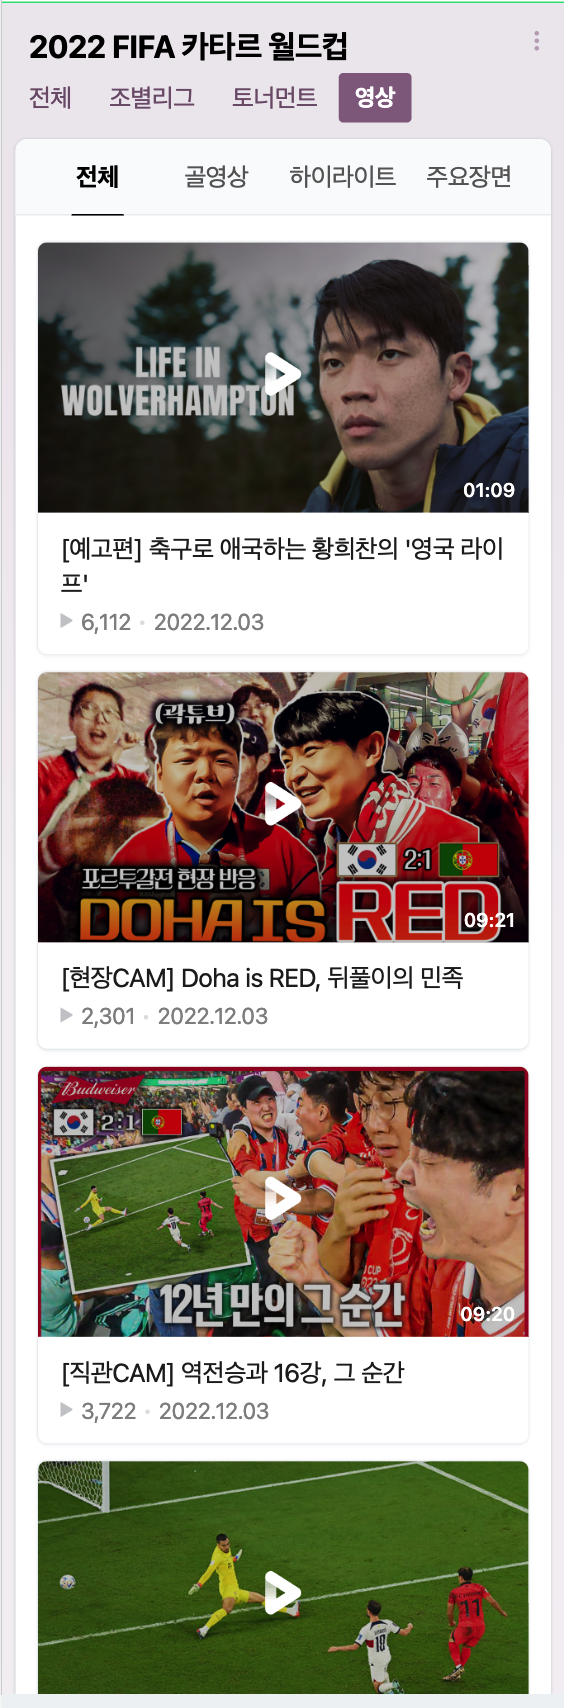 2022 FIFA 카타르 월드컵
전체 조별리그 토너먼트 영상
전체 골영상 하이라이트 주요장면
LIFE IN
WOLVERHAMPTON
01:09
[예고편] 축구로 애국하는 황희찬의 '영국 라이
프'
6,112 · 2022.12.03
(곽튜브)
2:1
포르투갈전 현장 반응
DOHA IS RED
09:21
[현장CAM] Doha is RED, 뒤풀이의 민족
2,301 · 2022.12.03
Budweiser
2:1
12년 만의 그 순간
09:20
[직관CAM] 역전승과 16강, 그 순간
3,722 · 2022.12.03
11
18